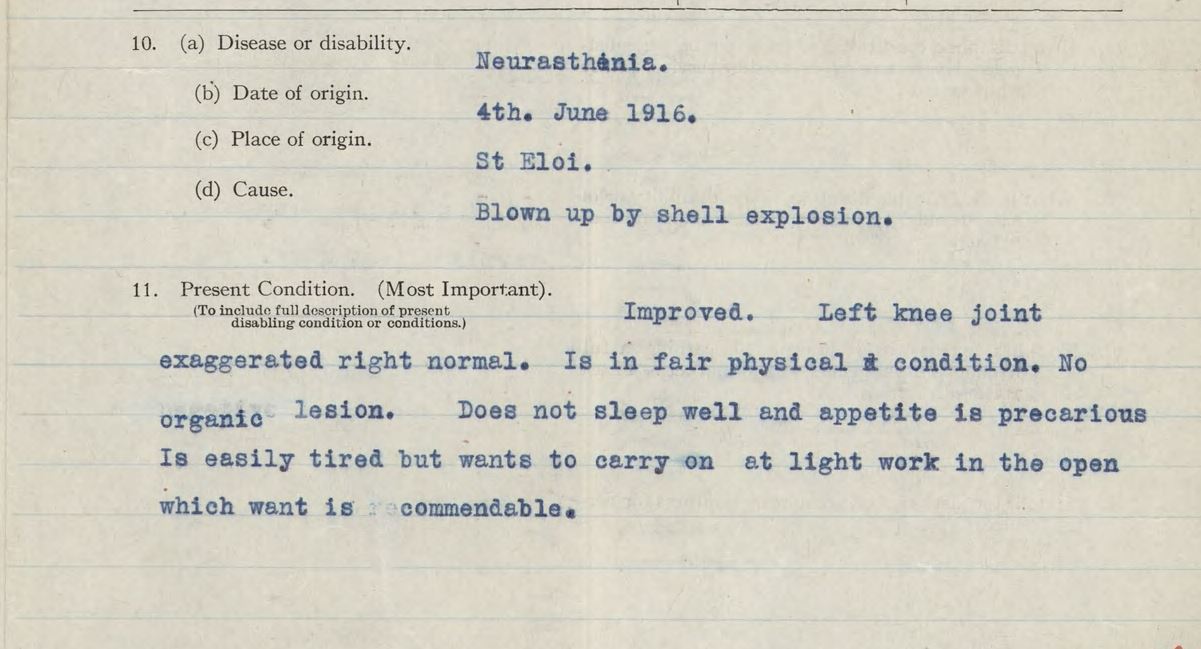 10. (a) Disease or disability.
Neurasthania.
(b) Date of origin.
4th. June 1916.
(c) Place of origin.
St Eloi.
(d) Cause.
Blown up by shell explosion.
11. Present Condition. (Most Important).
(To include full description of present
disabling condition or conditions.)
Improved. Left knee joint
exaggerated right normal. Is in fair physical condition. No
organic lesion. Does not sleep well and appetite is precarious
Is easily tired but wants to carry on at light work in the open
which want is recommendable.